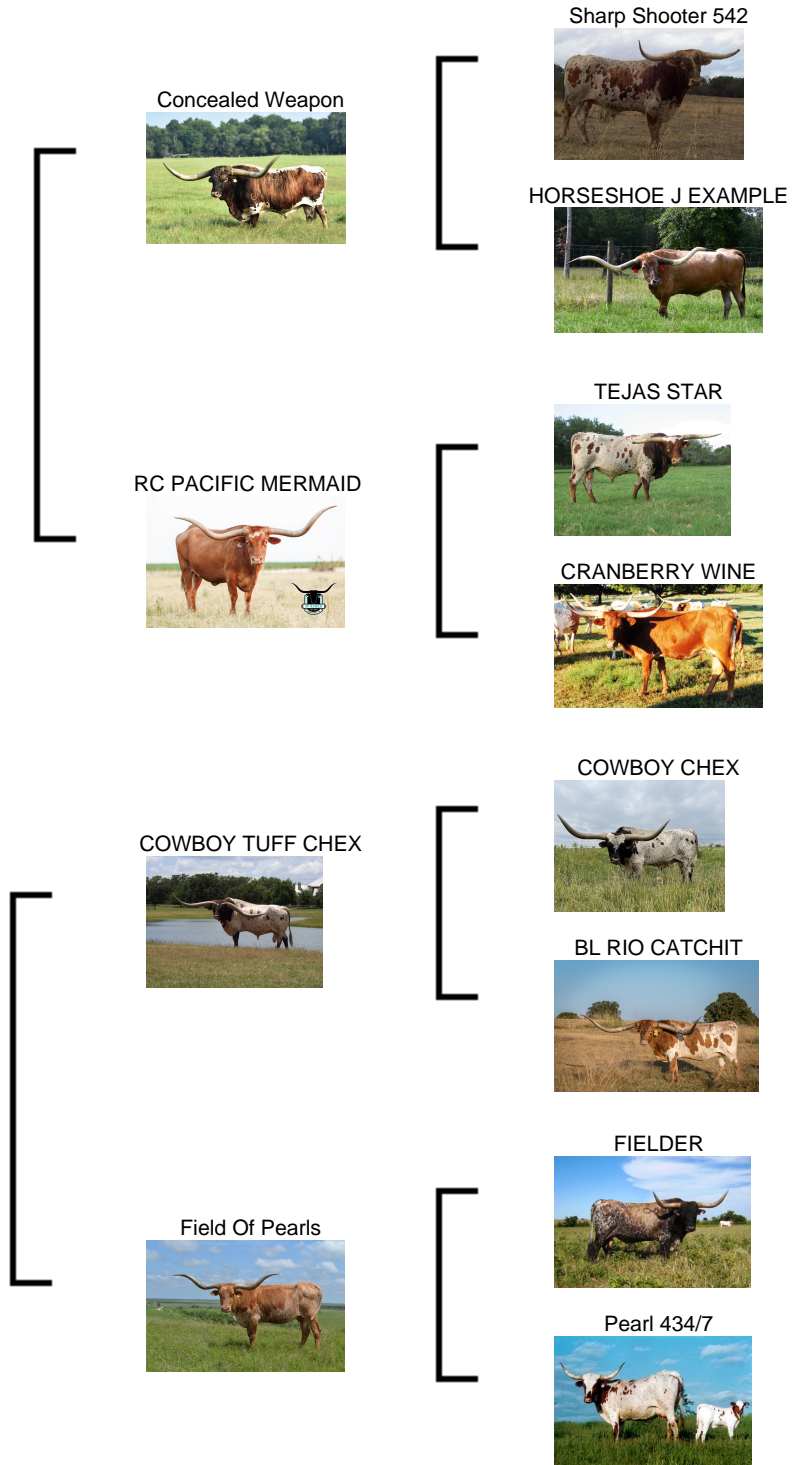 Sharp Shooter 542
Concealed Weapon
HORSESHOE J EXAMPLE
TEJAS STAR
RC PACIFIC MERMAID
CRANBERRY WINE
COWBOY CHEX
COWBOY TUFF CHEX
BL RIO CATCHIT
FIELDER
Field Of Pearls
Pearl 434/7